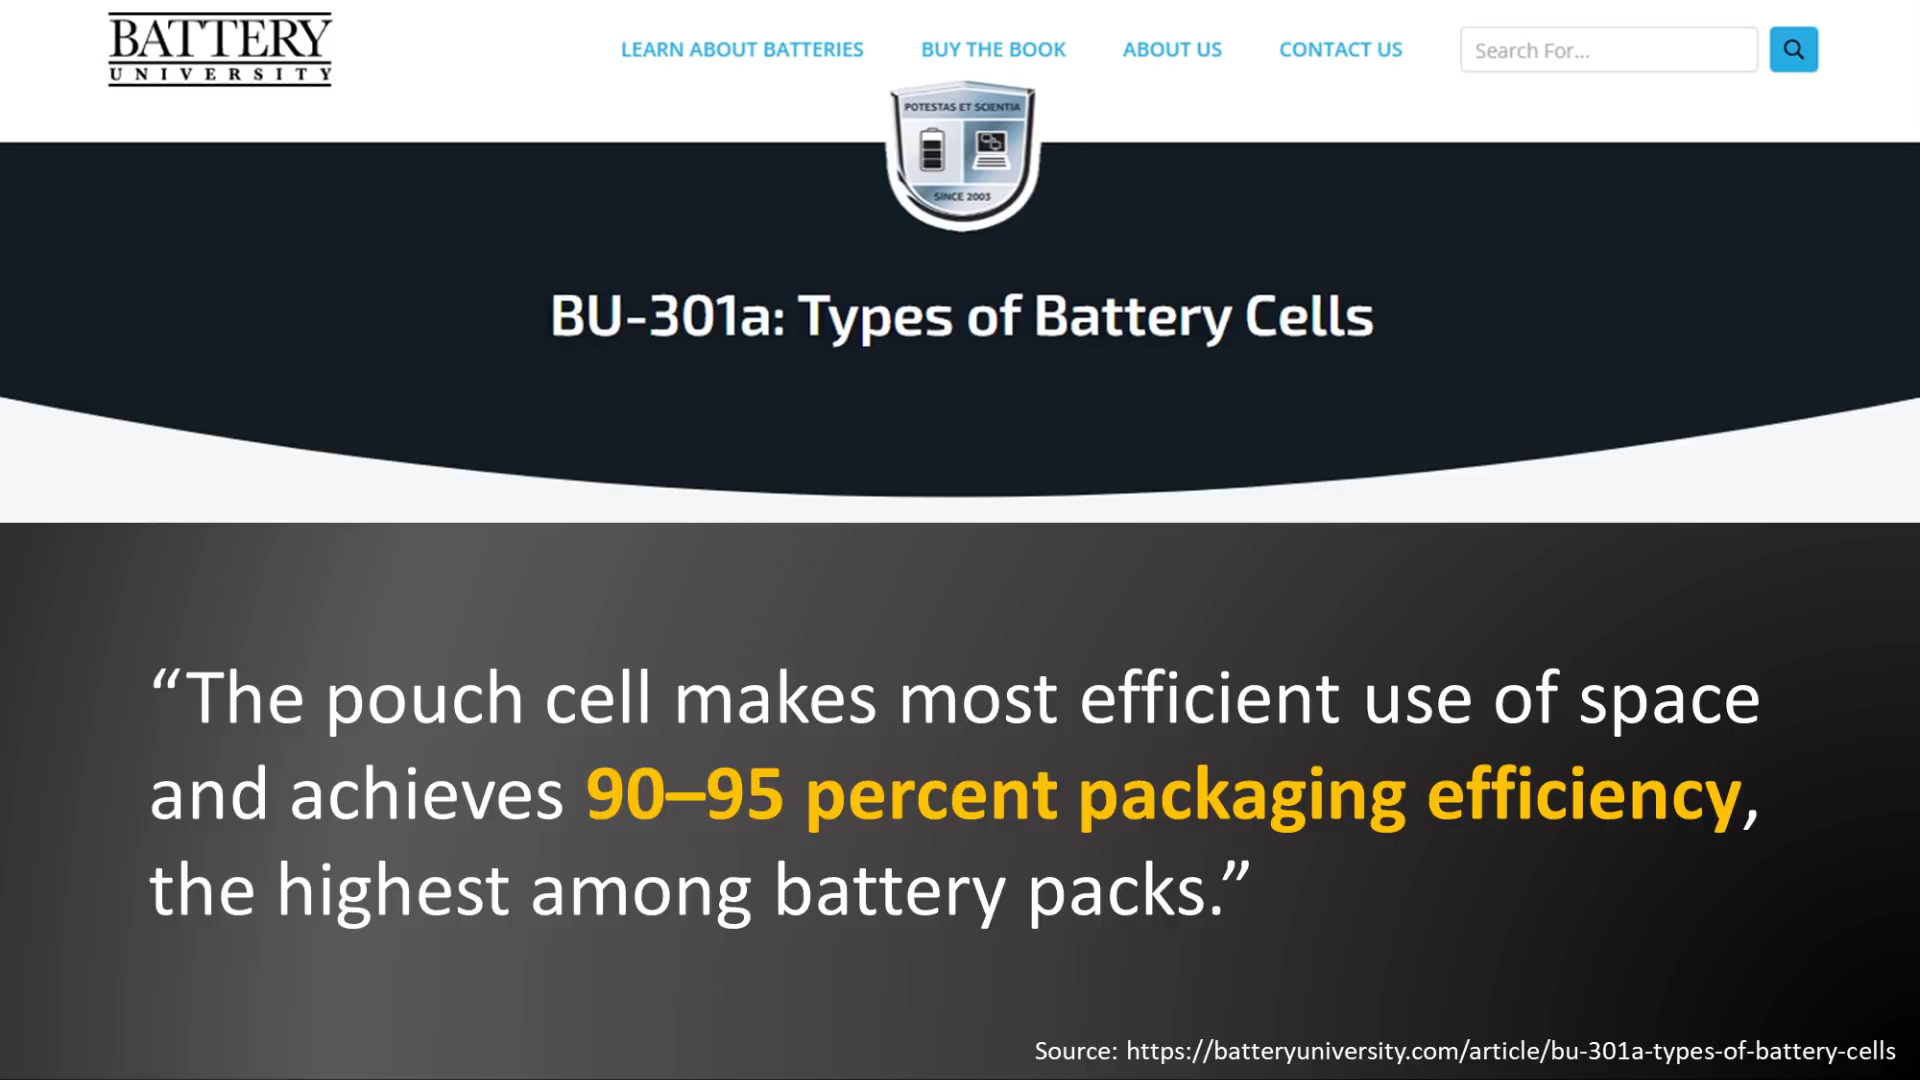 BATTERY
UNIVERSITY
LEARN ABOUT BATTERIES
BUY THE BOOK
ABOUT US
CONTACT US
Search For...
POTESTAS ET SCIENTIA
SINCE 2003
BU-301a: Types of Battery Cells
“The pouch cell makes most efficient use of space
and achieves 90–95 percent packaging efficiency,
the highest among battery packs.”
Source: https://batteryuniversity.com/article/bu-301a-types-of-battery-cells